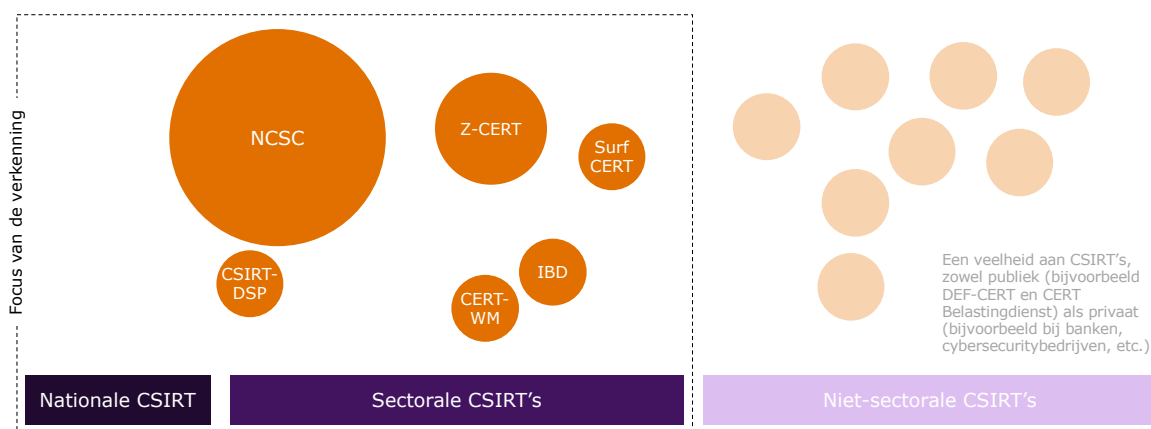 Focus van de verkenning
NCSC
Z-CERT
Surf
CERT
CSIRT-
DSP
IBD
CERT-
WM
Een veelheid aan CSIRT's,
zowel publiek (bijvoorbeeld
DEF-CERT en CERT
Belastingdienst) als privaat
(bijvoorbeeld bij banken,
cybersecuritybedrijven, etc.)
Nationale CSIRT
Sectorale CSIRT's
Niet-sectorale CSIRT's